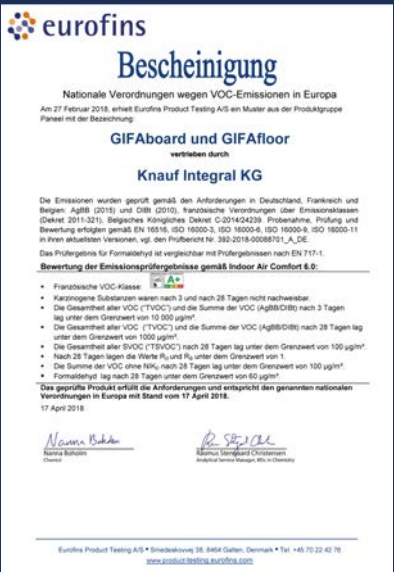 eurofins
Bescheinigung
Nationale Verordnungen wegen VOC-Emissionen in Europa
Am 27 Februar 2018, erhielt Eurofins Product Testing A/S ein Muster aus der Produktgruppe
Paneel mit der Bezeichnung:
GIFAboard und GIFAfloor
vertrieben durch
Knauf Integral KG
Die Emissionen wurden geprüft gemäß den Anforderungen in Deutschland, Frankreich und
Belgien: AgBB (2015) und DIBt (2010), französische Verordnungen über Emissionsklassen
(Dekret 2011-321), Belgisches Königliches Dekret C-2014/24239. Probenahme, Prüfung und
Bewertung erfolgten gemäß EN 16516, ISO 16000-3, ISO 16000-6, ISO 16000-9, ISO 16000-11
in ihren aktuellsten Versionen, vgl. den Prüfbericht Nr. 392-2018-00088701_A_DE.
Das Prüfergebnis für Formaldehyd ist vergleichbar mit Prüfergebnissen nach EN 717-1.
Bewertung der Emissionsprüfergebnisse gemäß Indoor Air Comfort 6.0:
• Französische VOC-Klasse: A+
• Karzinogene Substanzen waren nach 3 und nach 28 Tagen nicht nachweisbar.
• Die Gesamtheit aller VOC ("TVOC") und die Summe der VOC (AgBB/DIBt) nach 3 Tagen
lag unter dem Grenzwert von 10 000 µg/m³.
• Die Gesamtheit aller VOC ("TVOC") und die Summe der VOC (AgBB/DIBt) nach 28 Tagen lag
unter dem Grenzwert von 1000 µg/m³.
• Die Gesamtheit aller SVOC ("TSVOC") nach 28 Tagen lag unter dem Grenzwert von 100 µg/m³.
• Nach 28 Tagen lagen die Werte R_D und R_B unter dem Grenzwert von 1.
• Die Summe der VOC ohne NIK nach 28 Tagen lag unter dem Grenzwert von 100 µg/m³.
• Formaldehyd lag nach 28 Tagen unter dem Grenzwert von 60 µg/m³.
Das geprüfte Produkt erfüllt die Anforderungen und entspricht den genannten nationalen
Verordnungen in Europa mit Stand vom 17 April 2018.
17 April 2018
Nanna Boholm
Chemist
Rasmus Stengaard Christensen
Analytical Service Manager, MSc in Chemistry
Eurofins Product Testing A/S • Smedeskovvej 38, 8464 Galten, Denmark • Tel. +45 70 22 42 76
www.product-testing.eurofins.com